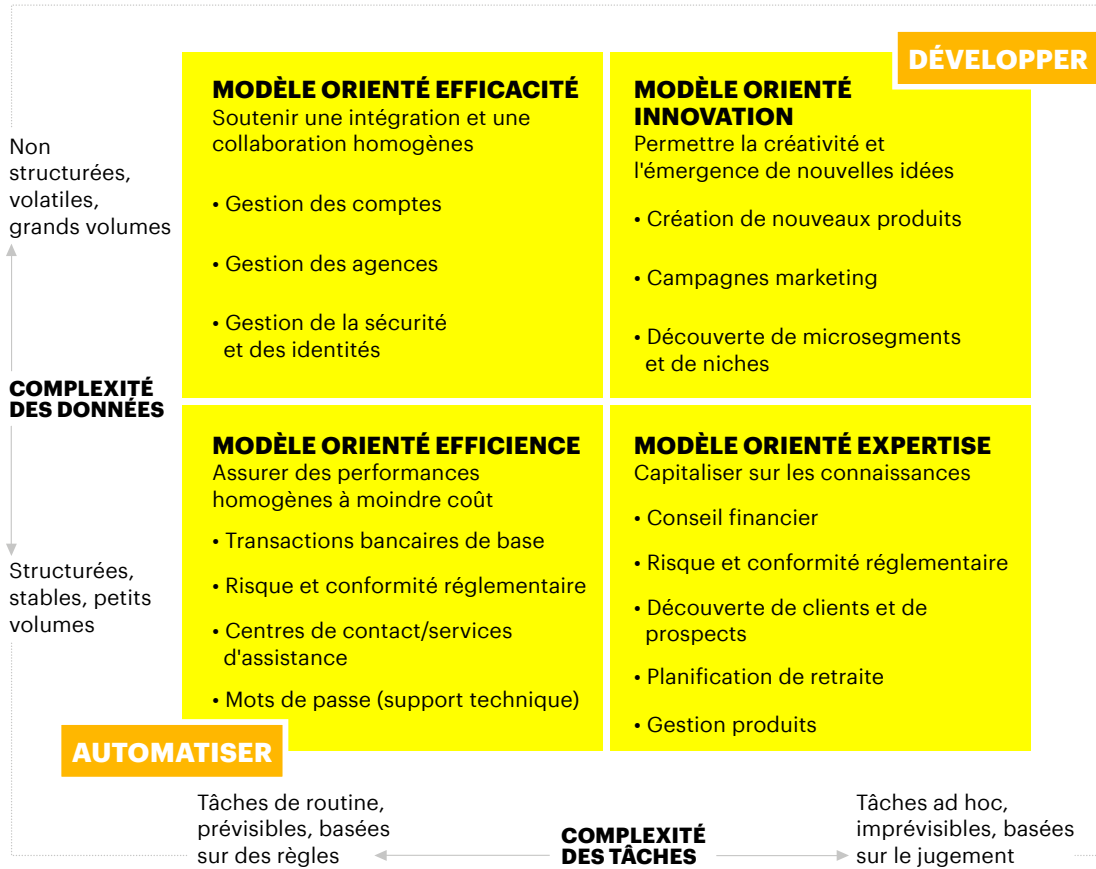 DÉVELOPPER
MODÈLE ORIENTÉ EFFICACITÉ
Soutenir une intégration et une
collaboration homogènes
• Gestion des comptes
• Gestion des agences
• Gestion de la sécurité
et des identités
MODÈLE ORIENTÉ
INNOVATION
Permettre la créativité et
l'émergence de nouvelles idées
• Création de nouveaux produits
• Campagnes marketing
• Découverte de microsegments
et de niches
Non
structurées,
volatiles,
grands volumes
COMPLEXITÉ
DES DONNÉES
Structurées,
stables, petits
volumes
MODÈLE ORIENTÉ EFFICIENCE
Assurer des performances
homogènes à moindre coût
• Transactions bancaires de base
• Risque et conformité réglementaire
• Centres de contact/services
d'assistance
• Mots de passe (support technique)
MODÈLE ORIENTÉ EXPERTISE
Capitaliser sur les connaissances
• Conseil financier
• Risque et conformité réglementaire
• Découverte de clients et de
prospects
• Planification de retraite
• Gestion produits
AUTOMATISER
Tâches de routine,
prévisibles, basées
sur des règles
COMPLEXITÉ
DES TÂCHES
Tâches ad hoc,
imprévisibles, basées
sur le jugement